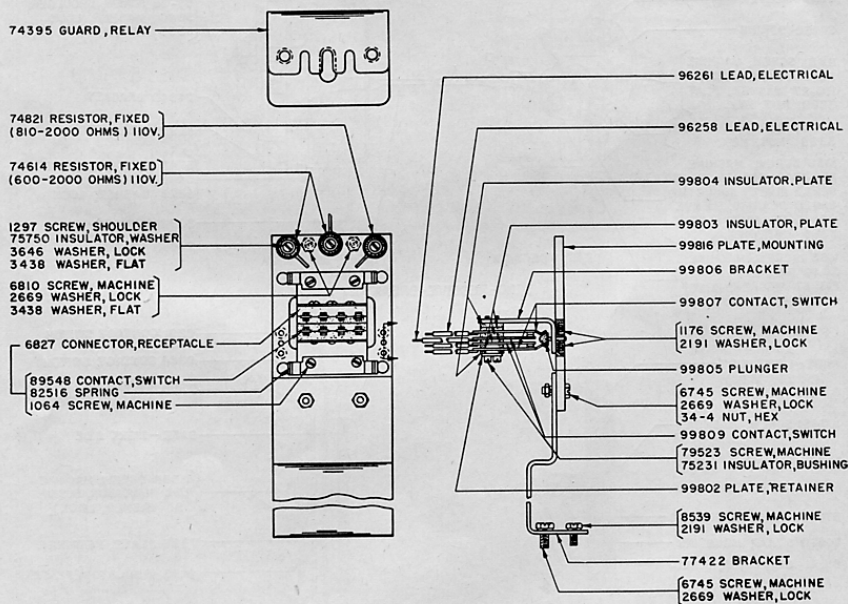 74395 GUARD, RELAY
74821 RESISTOR, FIXED
(810-2000 OHMS) 110V.
74614 RESISTOR, FIXED
(600-2000 OHMS) 110V.
1297 SCREW, SHOULDER
75750 INSULATOR, WASHER
3646 WASHER, LOCK
3438 WASHER, FLAT
6810 SCREW, MACHINE
2669 WASHER, LOCK
3438 WASHER, FLAT
6827 CONNECTOR, RECEPTACLE
89548 CONTACT, SWITCH
82516 SPRING
1064 SCREW, MACHINE
96261 LEAD, ELECTRICAL
96258 LEAD, ELECTRICAL
99804 INSULATOR, PLATE
99803 INSULATOR, PLATE
99816 PLATE, MOUNTING
99806 BRACKET
99807 CONTACT, SWITCH
1176 SCREW, MACHINE
2191 WASHER, LOCK
99805 PLUNGER
6745 SCREW, MACHINE
2669 WASHER, LOCK
34-4 NUT, HEX
99809 CONTACT, SWITCH
79523 SCREW, MACHINE
75231 INSULATOR, BUSHING
99802 PLATE, RETAINER
8539 SCREW, MACHINE
2191 WASHER, LOCK
77422 BRACKET
6745 SCREW, MACHINE
2669 WASHER, LOCK